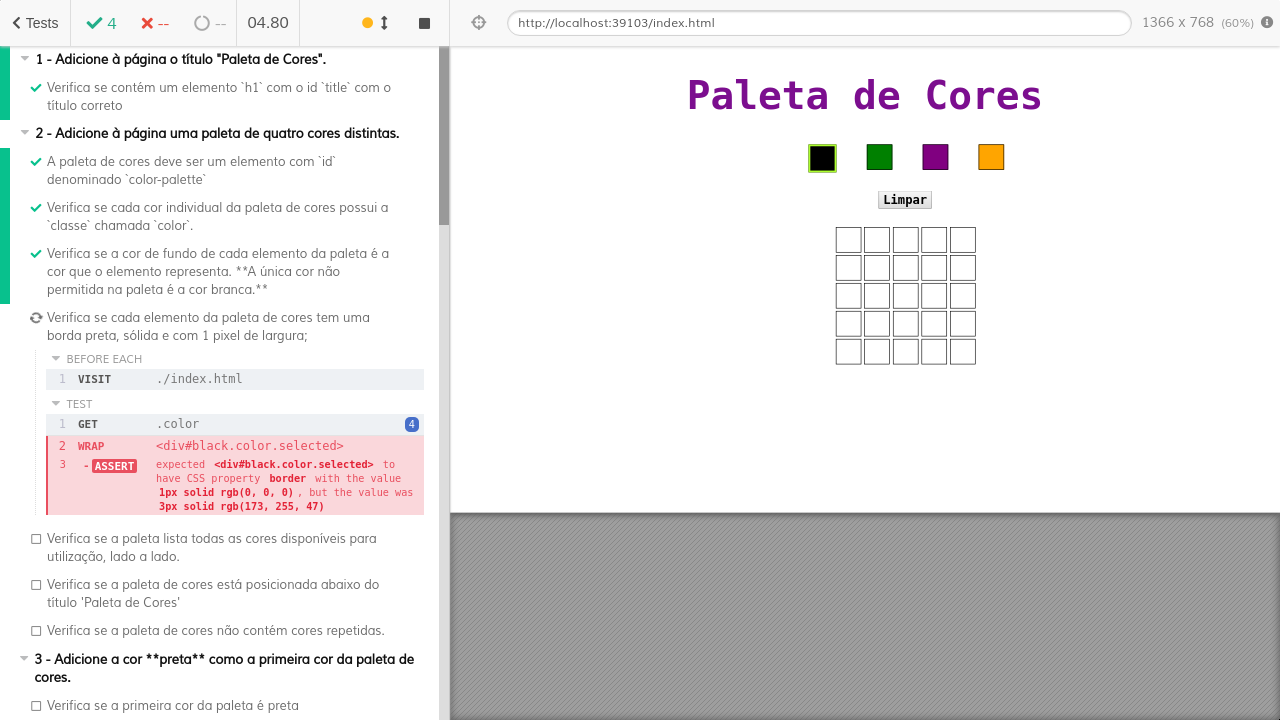 Tests
4
--
--
04.80
http://localhost:39103/index.html
1366 x 768 (60%)
1 - Adicione à página o título "Paleta de Cores".
Verifica se contém um elemento `h1` com o id `title` com o
título correto
2 - Adicione à página uma paleta de quatro cores distintas.
A paleta de cores deve ser um elemento com `id`
denominado `color-palette`
Verifica se cada cor individual da paleta de cores possui a
`classe` chamada `color`.
Verifica se a cor de fundo de cada elemento da paleta é a
cor que o elemento representa. **A única cor não
permitida na paleta é a cor branca.**
Verifica se cada elemento da paleta de cores tem uma
borda preta, sólida e com 1 pixel de largura;
BEFORE EACH
1 VISIT ./index.html
TEST
1 GET .color 4
2 WRAP <div#black.color.selected>
3 -ASSERT expected <div#black.color.selected> to
have CSS property border with the value
1px solid rgb(0, 0, 0), but the value was
3px solid rgb(173, 255, 47)
Verifica se a paleta lista todas as cores disponíveis para
utilização, lado a lado.
Verifica se a paleta de cores está posicionada abaixo do
título 'Paleta de Cores'
Verifica se a paleta de cores não contém cores repetidas.
3 - Adicione a cor **preta** como a primeira cor da paleta de
cores.
Verifica se a primeira cor da paleta é preta
Paleta de Cores
Limpar